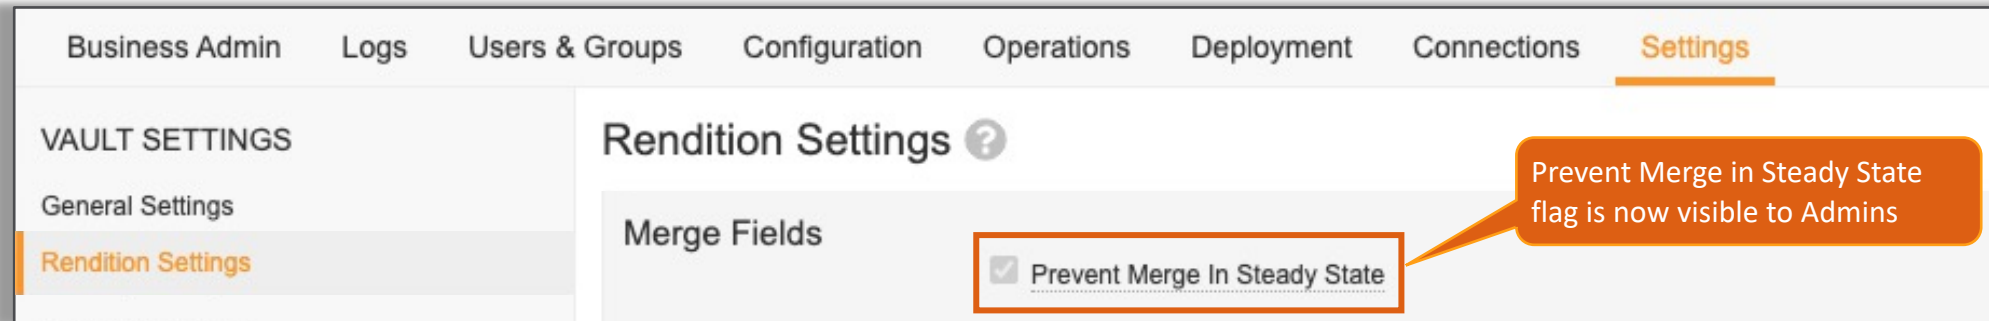 Business Admin Logs Users & Groups Configuration Operations Deployment Connections Settings
VAULT SETTINGS
General Settings
Rendition Settings
Rendition Settings ?
Merge Fields
Prevent Merge In Steady State
Prevent Merge in Steady State
flag is now visible to Admins